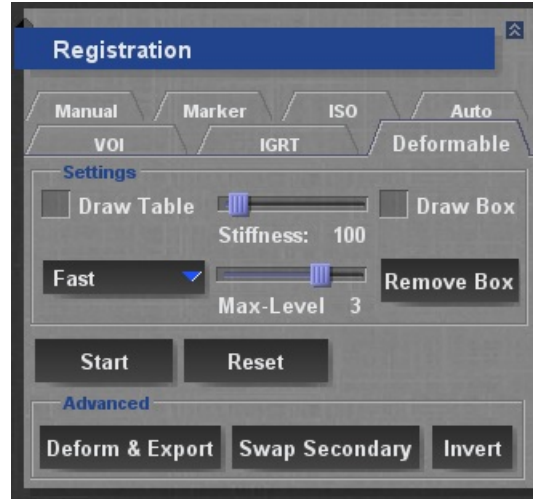 Registration
Manual Marker ISO Auto
VOI IGRT Deformable
Settings
Draw Table Draw Box
Stiffness: 100
Fast Remove Box
Max-Level 3
Start Reset
Advanced
Deform & Export Swap Secondary Invert